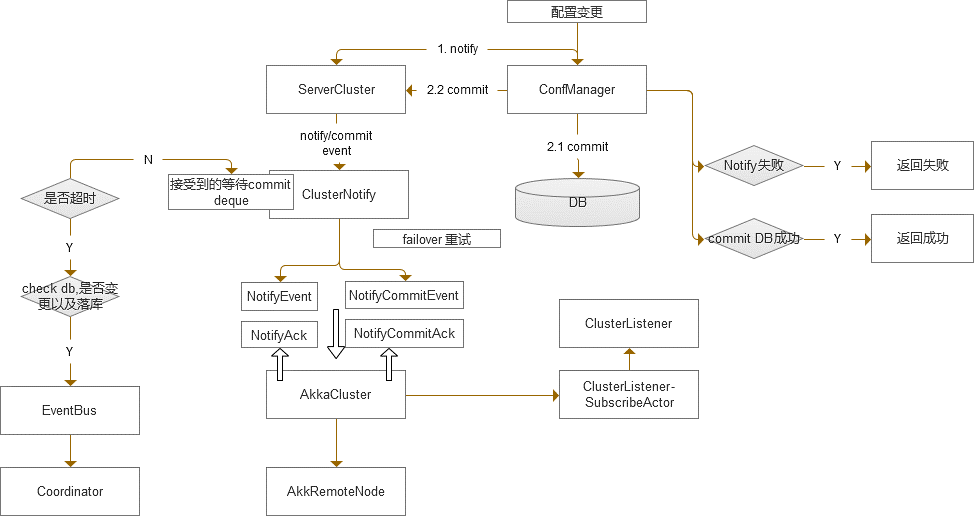 配置变更
1. notify
ServerCluster
2.2 commit
ConfManager
notify/commit
event
2.1 commit
N
Notify失败
Y
返回失败
接受到的等待commit
deque
ClusterNotify
是否超时
DB
failover 重试
commit DB成功
Y
返回成功
Y
check db,是否变
更以及落库
NotifyEvent
NotifyCommitEvent
NotifyAck
NotifyCommitAck
ClusterListener
Y
EventBus
AkkaCluster
ClusterListener-
SubscribeActor
Coordinator
AkkRemoteNode